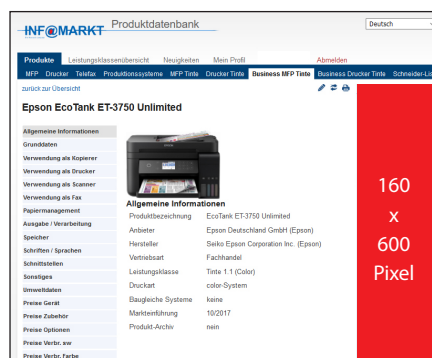 INF@MARKT Produktdatenbank
Deutsch
Produkte Leistungsklassenübersicht Neuigkeiten Mein Profil Abmelden
MFP Drucker Telefax Produktionssysteme MFP Tinte Drucker Tinte Business MFP Tinte Business Drucker Tinte Schneider-Lis
zurück zur Übersicht
Epson EcoTank ET-3750 Unlimited
Allgemeine Informationen
Grunddaten
Verwendung als Kopierer
Verwendung als Drucker
Verwendung als Scanner
Verwendung als Fax
Papiermanagement
Ausgabe / Verarbeitung
Speicher
Schriften / Sprachen
Schnittstellen
Sonstiges
Umweltdaten
Preise Gerät
Preise Zubehör
Preise Optionen
Preise Verbr. sw
Preise Verbr. Farbe
Allgemeine Informationen
Produktbezeichnung EcoTank ET-3750 Unlimited
Anbieter Epson Deutschland GmbH (Epson)
Hersteller Seiko Epson Corporation Inc. (Epson)
Vertriebsart Fachhandel
Leistungsklasse Tinte 1.1 (Color)
Druckart color-System
Baugleiche Systeme keine
Markteinführung 10/2017
Produkt-Archiv nein
160
x
600
Pixel